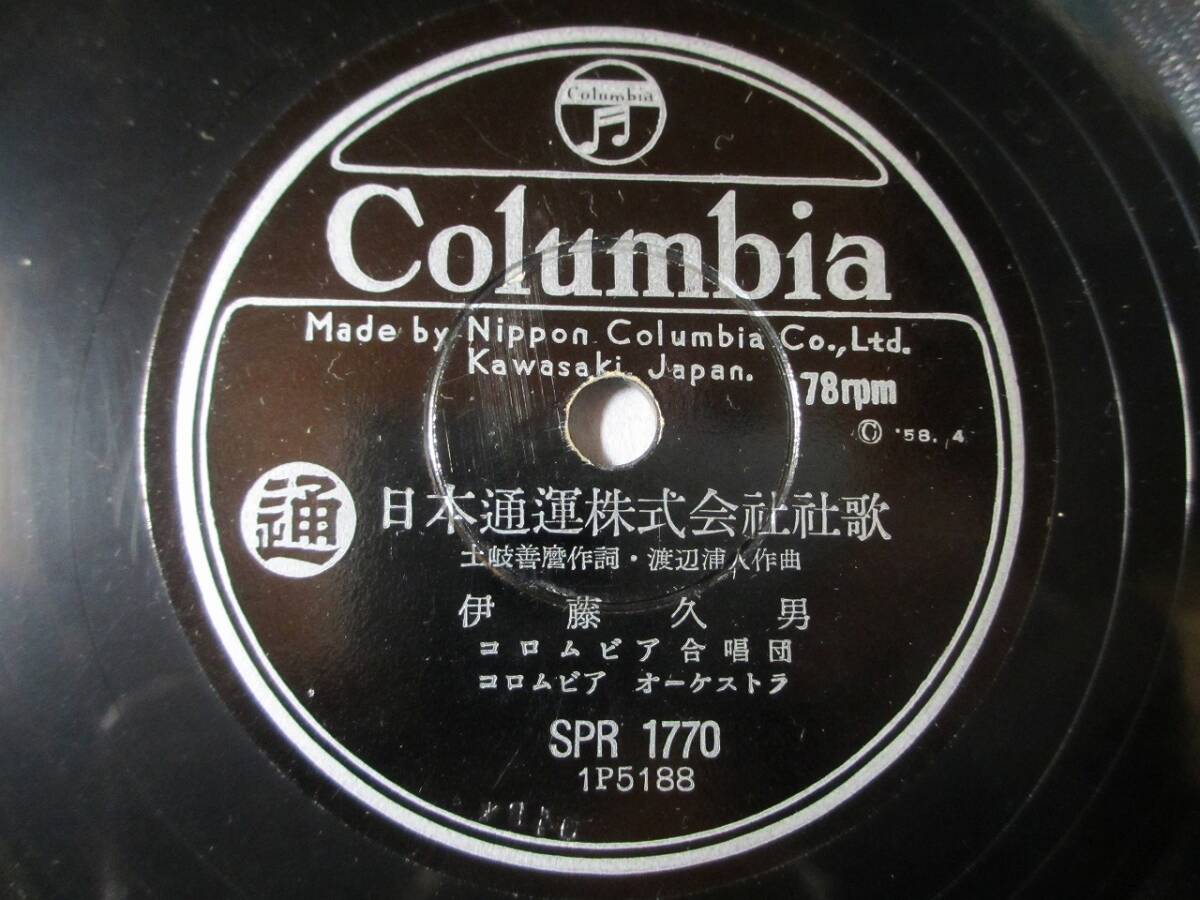 Columbia
Columbia
Made by Nippon Columbia Co., Ltd.
Kawasaki, Japan.
78rpm
© '58. 4
通 日本通運株式会社社歌
土岐善麿作詞・渡辺浦人作曲
伊藤久男
コロムビア合唱団
コロムビア オーケストラ
SPR 1770
1P5188